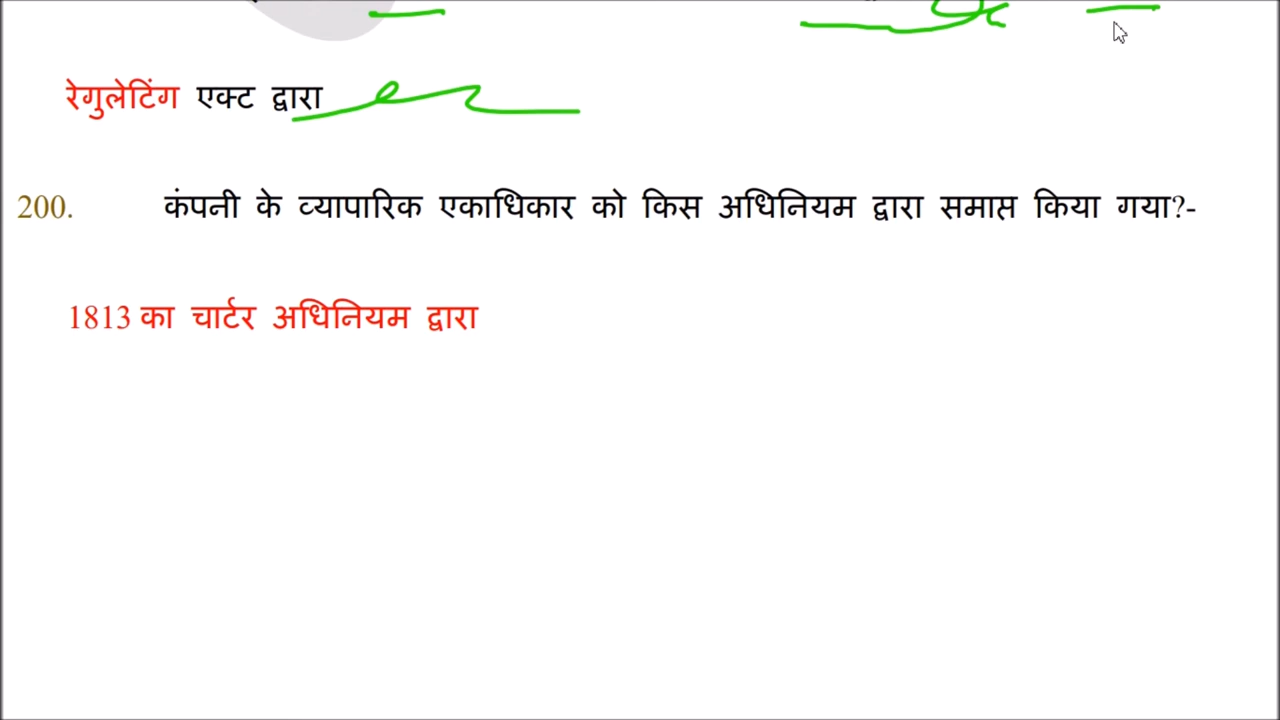 रेगुलेटिंग एक्ट द्वारा
200. कंपनी के व्यापारिक एकाधिकार को किस अधिनियम द्वारा समाप्त किया गया?-
1813 का चार्टर अधिनियम द्वारा